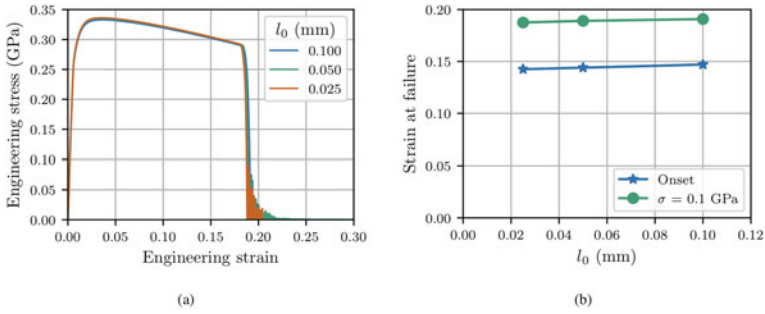 0.35
0.30
0.25
0.20
0.15
0.10
0.05
0.00
Engineering stress (GPa)
l₀ (mm)
0.100
0.050
0.025
0.00 0.05 0.10 0.15 0.20 0.25 0.30
Engineering strain
(a)
0.20
0.15
0.10
0.05
0.00
Strain at failure
Onset
σ = 0.1 GPa
0.00 0.02 0.04 0.06 0.08 0.10 0.12
l₀ (mm)
(b)